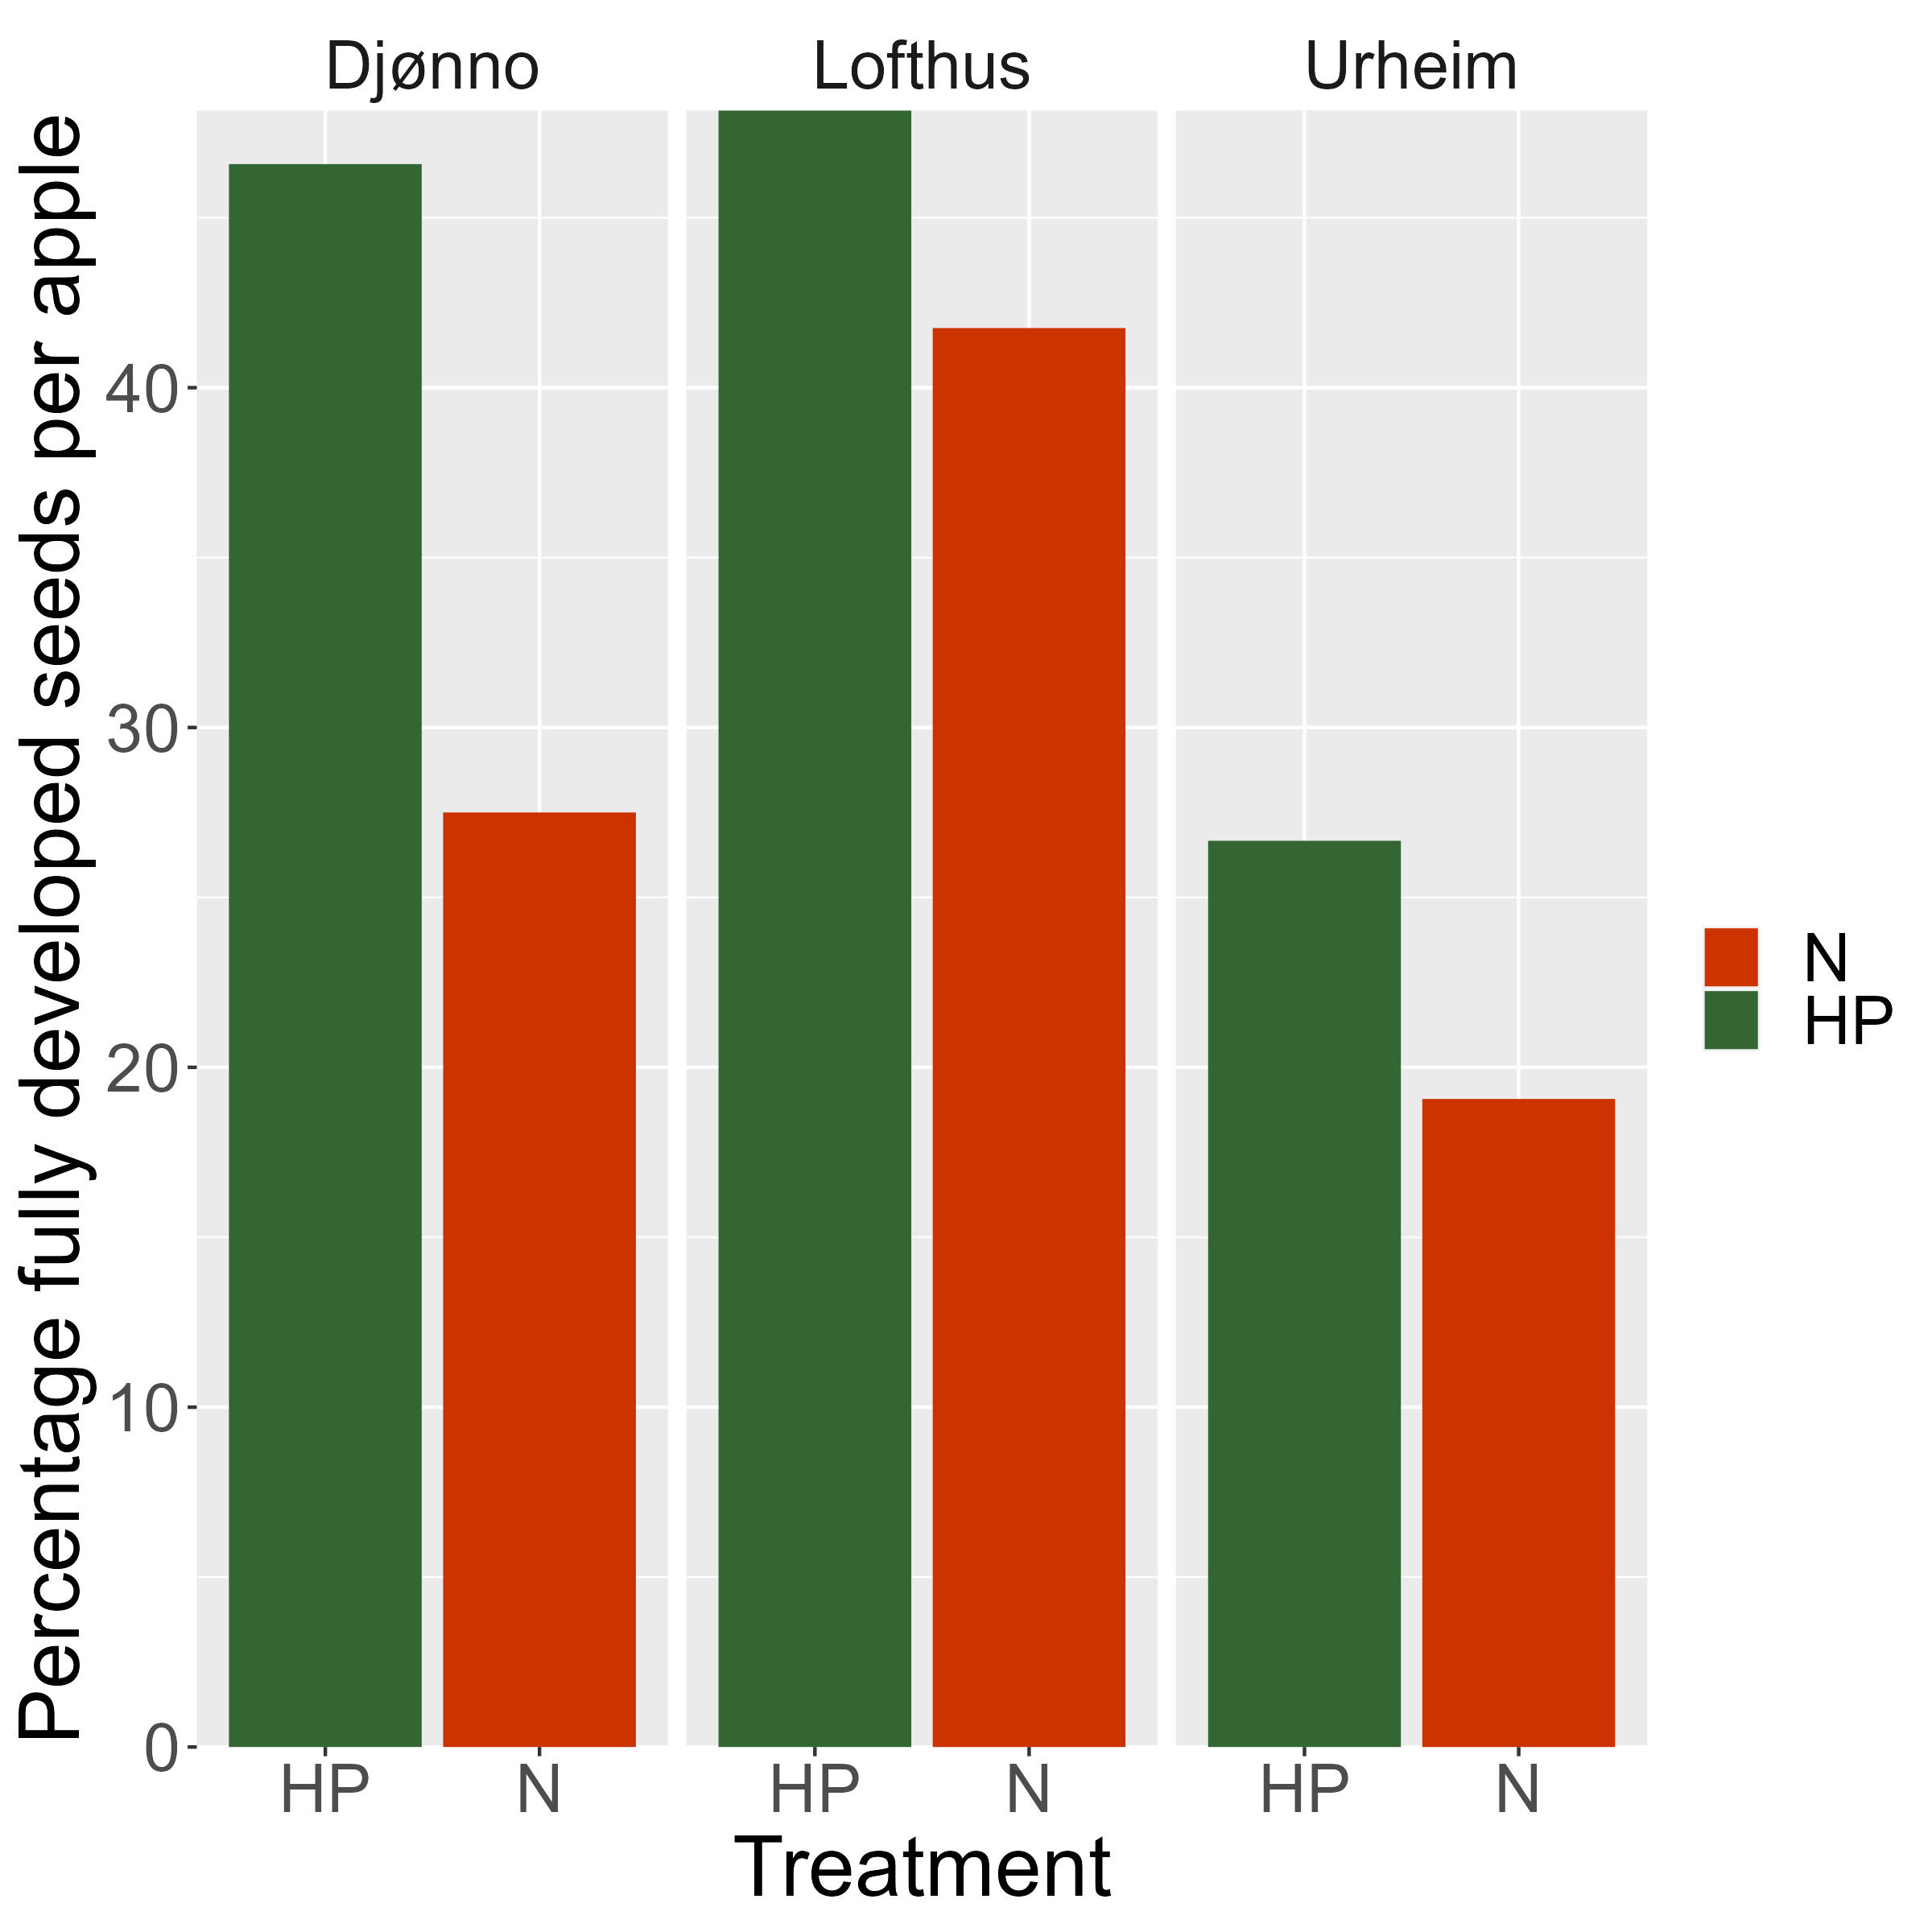 Djønno
Lofthus
Urheim
Percentage fully developed seeds per apple
40
30
20
10
0
HP
N
HP
N
HP
N
Treatment
N
HP